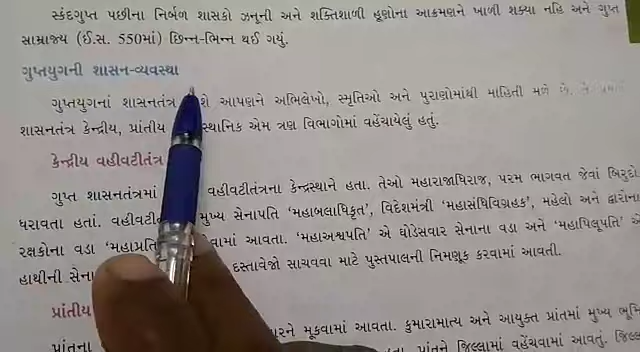 સ્કંદગુપ્ત પછીના નિર્બળ શાસકો ઝનૂની અને શક્તિશાળી હૂણોના આક્રમણને ખાળી શક્યા નહિ અને ગુપ્ત
સામ્રાજ્ય (ઈ.સ. 550માં) છિન્ન-ભિન્ન થઈ ગયું.
ગુપ્તયુગની શાસન-વ્યવસ્થા
ગુપ્તયુગનાં શાસનતંત્ર શે આપણને અભિલેખો, સ્મૃતિઓ અને પુરાણોમાંથી માહિતી મળે છે.
શાસનતંત્ર કેન્દ્રીય, પ્રાંતીય સ્થાનિક એમ ત્રણ વિભાગોમાં વહેંચાયેલું હતું.
કેન્દ્રીય વહીવટીતંત્ર
ગુપ્ત શાસનતંત્રમાં વહીવટીતંત્રના કેન્દ્રસ્થાને હતા. તેઓ મહારાજાધિરાજ, પરમ ભાગવત જેવાં બિરુદો
ધરાવતા હતાં. વહીવટી મુખ્ય સેનાપતિ 'મહાબલાધિકૃત', વિદેશમંત્રી 'મહાસંધિવિગ્રહક', મહેલો અને દ્વારોના
રક્ષકોના વડા 'મહાપ્રતિ વામાં આવતા. 'મહાઅશ્વપતિ' એ ઘોડેસવાર સેનાના વડા અને 'મહાપિલૂપતિ' એ
હાથીની સેના દસ્તાવેજો સાચવવા માટે પુસ્તપાલની નિમણૂક કરવામાં આવતી.
પ્રાંતીય
પ્રાંતના ારને મૂકવામાં આવતા. કુમારામાત્ય અને આયુક્ત પ્રાંતમાં મુખ્ય ભૂમિ
પ્રાંતને જિલ્લામાં વહેંચવામાં આવતું.